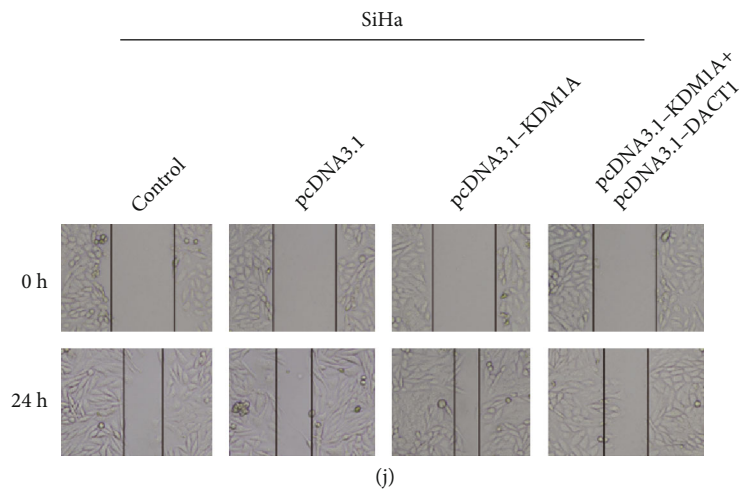 SiHa
Control
pcDNA3.1
pcDNA3.1–KDM1A
pcDNA3.1–KDM1A+
pcDNA3.1–DACT1
0 h
24 h
(j)